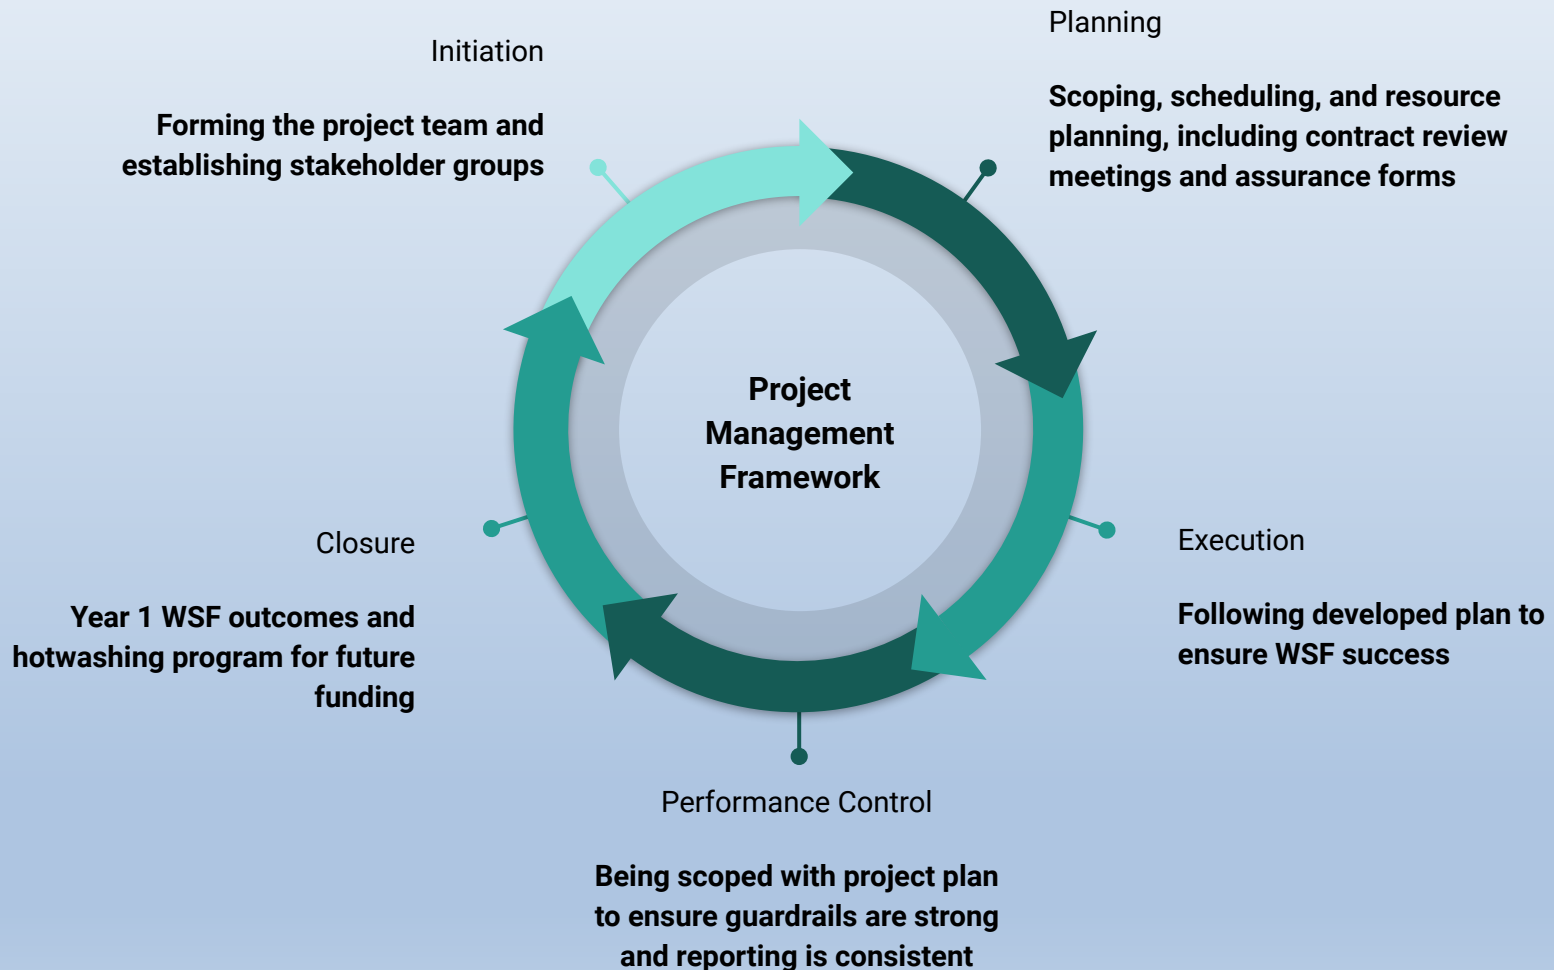 Initiation
Forming the project team and
establishing stakeholder groups
Planning
Scoping, scheduling, and resource
planning, including contract review
meetings and assurance forms
Project
Management
Framework
Execution
Following developed plan to
ensure WSF success
Performance Control
Being scoped with project plan
to ensure guardrails are strong
and reporting is consistent
Closure
Year 1 WSF outcomes and
hotwashing program for future
funding